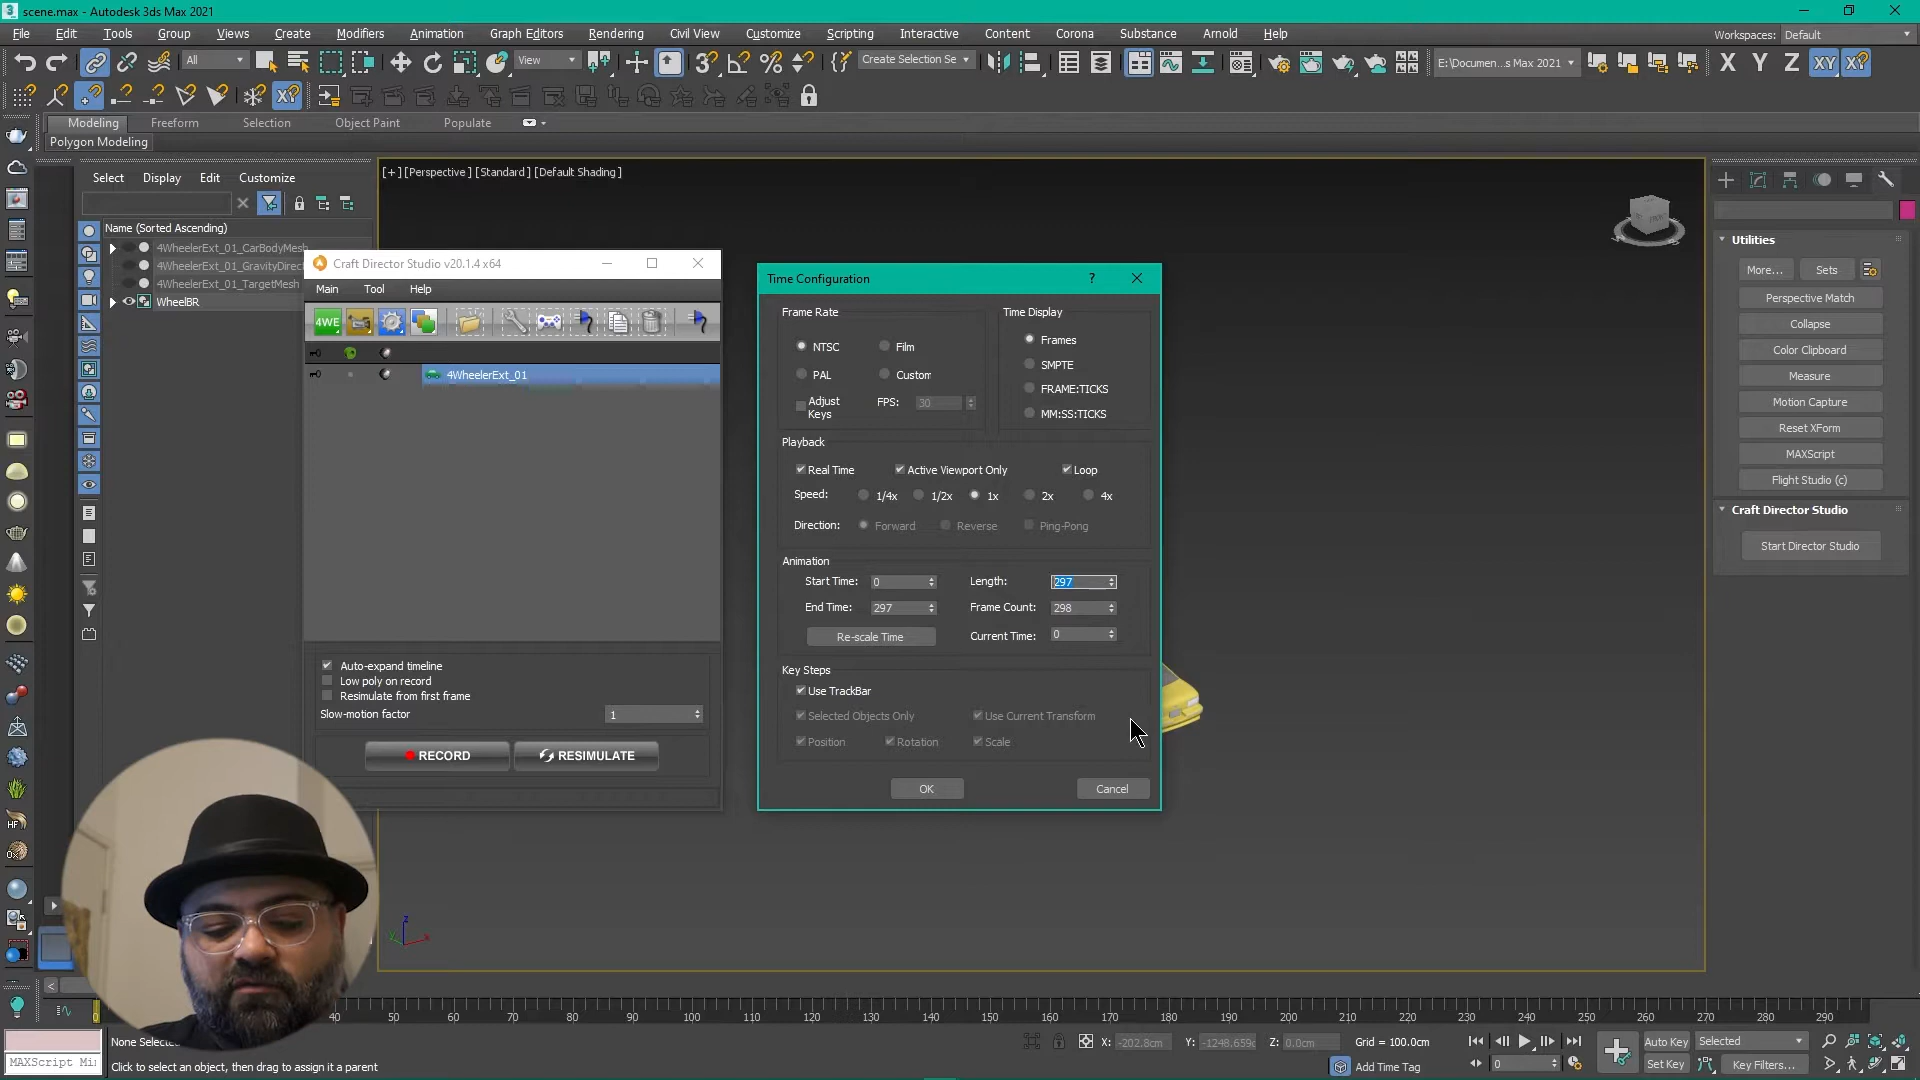 scene.max - Autodesk 3ds Max 2021
File Edit Tools Group Views Create Modifiers Animation Graph Editors Rendering Civil View Customize Scripting Interactive Content Corona Substance Arnold Help Workspaces: Default
All View Create Selection Se E:\Documen...s Max 2021 X Y Z XY XY
Modeling Freeform Selection Object Paint Populate
Polygon Modeling
Select Display Edit Customize
[+] [Perspective] [Standard] [Default Shading]
Name (Sorted Ascending)
4WheelerExt_01_CarBodyMesh
4WheelerExt_01_GravityDirect
4WheelerExt_01_TargetMesh
WheelBR
Craft Director Studio v20.1.4 x64
Main Tool Help
4WE
4WheelerExt_01
Auto-expand timeline
Low poly on record
Resimulate from first frame
Slow-motion factor 1
RECORD RESIMULATE
Time Configuration ?
Frame Rate Time Display
NTSC Film Frames
SMPTE
PAL Custom FRAME:TICKS
Adjust Keys FPS: 30 MM:SS:TICKS
Playback
Real Time Active Viewport Only Loop
Speed: 1/4x 1/2x 1x 2x 4x
Direction: Forward Reverse Ping-Pong
Animation
Start Time: 0 Length: 297
End Time: 297 Frame Count: 298
Re-scale Time Current Time: 0
Key Steps
Use TrackBar
Selected Objects Only Use Current Transform
Position Rotation Scale
OK Cancel
Utilities
More... Sets
Perspective Match
Collapse
Color Clipboard
Measure
Motion Capture
Reset XForm
MAXScript
Flight Studio (c)
Craft Director Studio
Start Director Studio
HF
z
x
40 50 60 70 80 90 100 110 120 130 140 150 160 170 180 190 200 210 220 230 240 250 260 270 280 290
None Selected X: -202.8cm Y: -1248.659c Z: 0.0cm Grid = 100.0cm Auto Key Selected
MAXScript Mi Click to select an object, then drag to assign it a parent Add Time Tag 0 Set Key Key Filters...